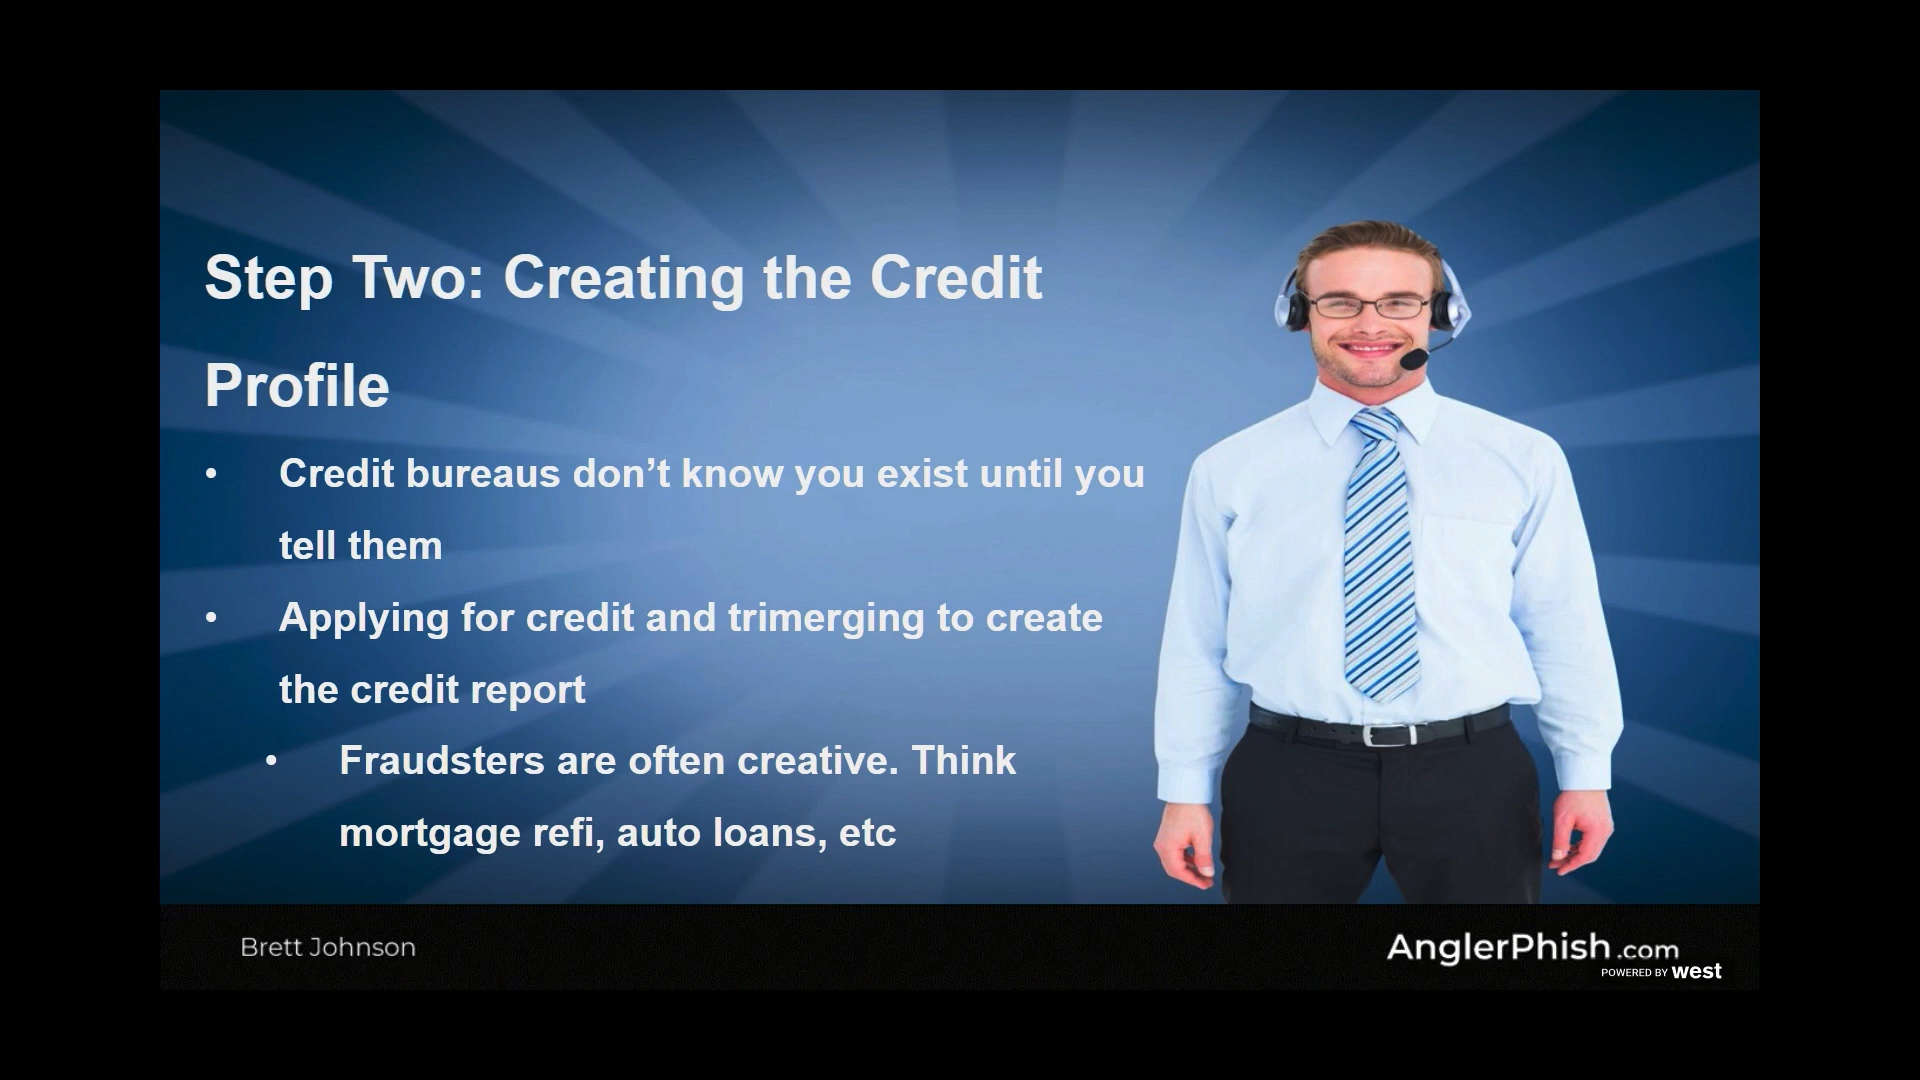 Step Two: Creating the Credit
Profile
• Credit bureaus don’t know you exist until you
tell them
• Applying for credit and trimerging to create
the credit report
• Fraudsters are often creative. Think
mortgage refi, auto loans, etc
Brett Johnson
AnglerPhish.com
POWERED BY west